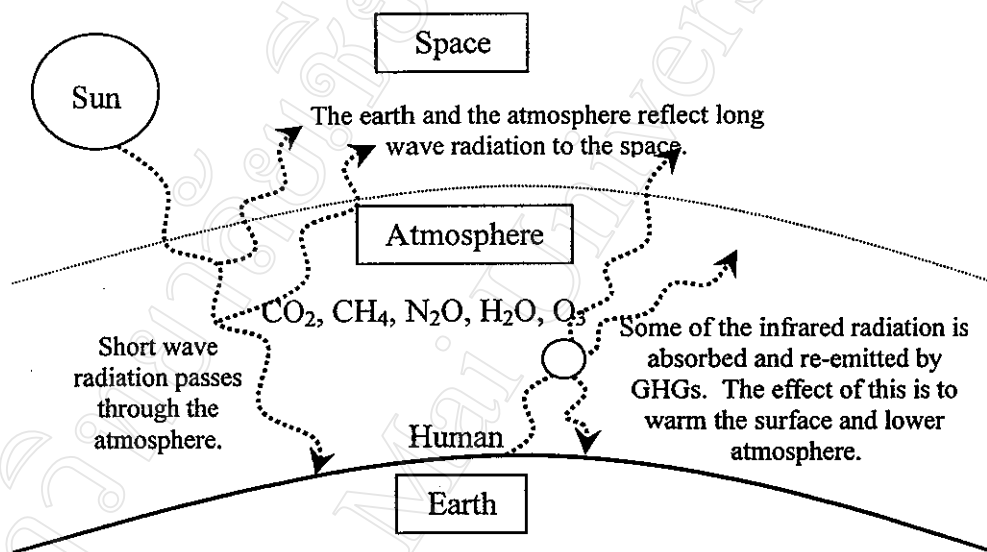 Space
Sun
The earth and the atmosphere reflect long
wave radiation to the space.
Atmosphere
CO₂, CH₄, N₂O, H₂O, O₃
Short wave
radiation passes
through the
atmosphere.
Some of the infrared radiation is
absorbed and re-emitted by
GHGs. The effect of this is to
warm the surface and lower
atmosphere.
Human
Earth